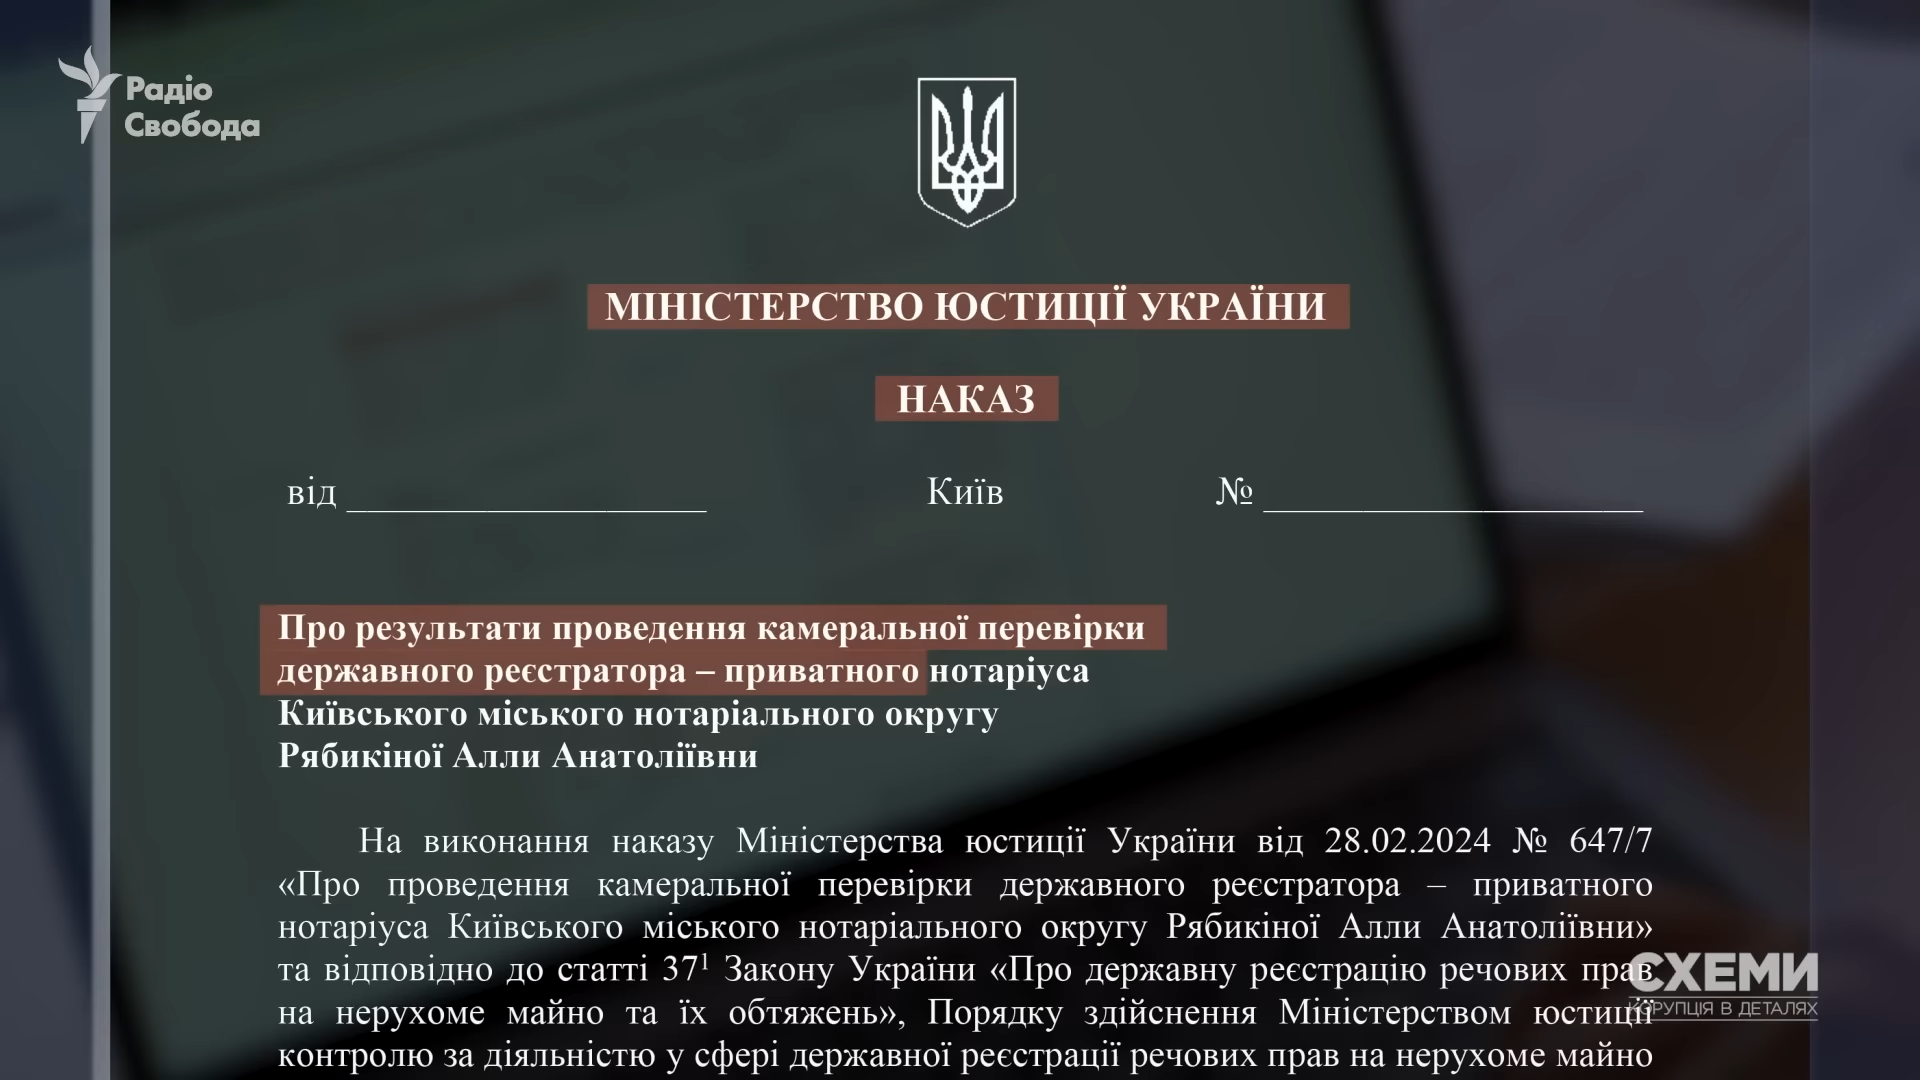 Радіо
Свобода
МІНІСТЕРСТВО ЮСТИЦІЇ УКРАЇНИ
НАКАЗ
від __________________ Київ № ___________________
Про результати проведення камеральної перевірки
державного реєстратора – приватного нотаріуса
Київського міського нотаріального округу
Рябикіної Алли Анатоліївни
На виконання наказу Міністерства юстиції України від 28.02.2024 № 647/7
«Про проведення камеральної перевірки державного реєстратора – приватного
нотаріуса Київського міського нотаріального округу Рябикіної Алли Анатоліївни»
та відповідно до статті 37¹ Закону України «Про державну реєстрацію речових прав
на нерухоме майно та їх обтяжень», Порядку здійснення Міністерством юстиції
контролю за діяльністю у сфері державної реєстрації речових прав на нерухоме майно
СХЕМИ
КОРУПЦІЯ В ДЕТАЛЯХ